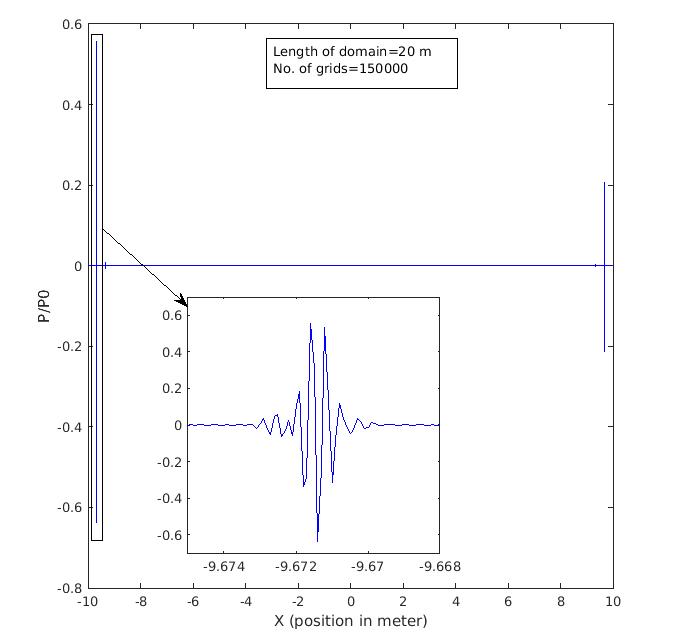 0.6
Length of domain=20 m
No. of grids=150000
0.4
0.2
0
-0.2
-0.4
-0.6
-0.8
P/P0
0.6
0.4
0.2
0
-0.2
-0.4
-0.6
-9.674 -9.672 -9.67 -9.668
-10 -8 -6 -4 -2 0 2 4 6 8 10
X (position in meter)